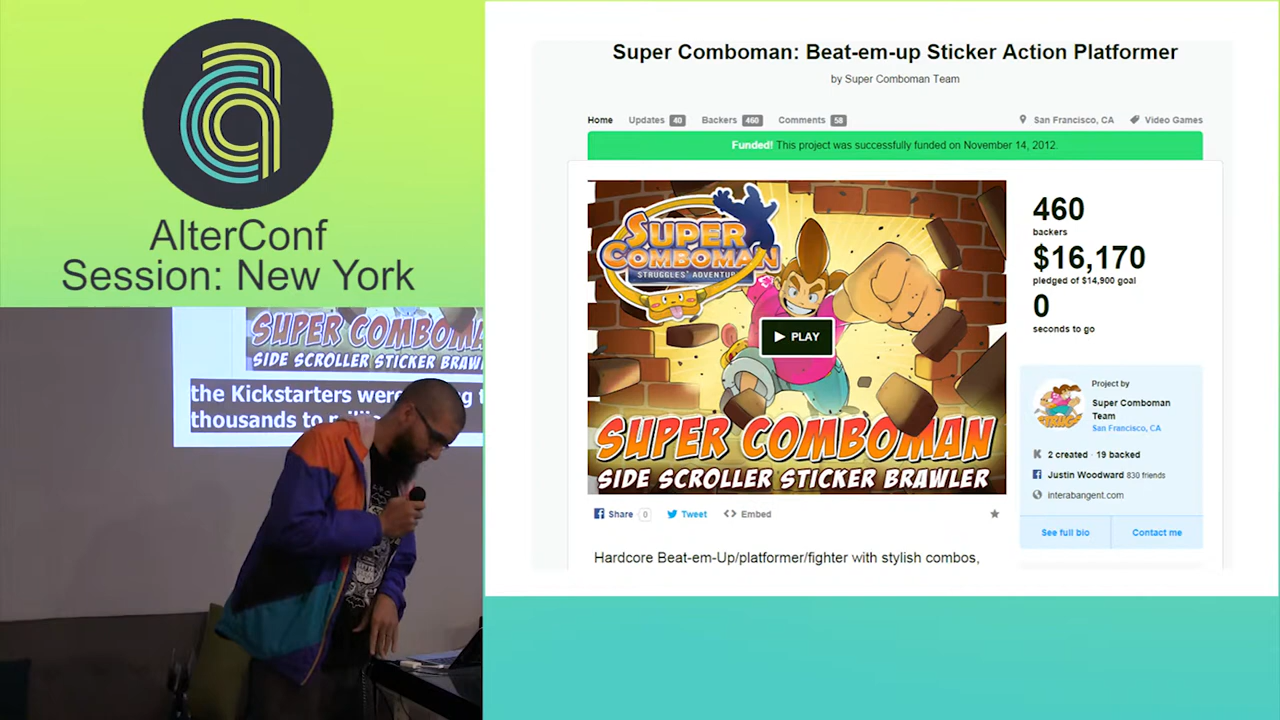 AlterConf
Session: New York
SUPER COMBOMAN
SIDE SCROLLER STICKER BRAWLER
the Kickstarters were
thousands to
Super Comboman: Beat-em-up Sticker Action Platformer
by Super Comboman Team
Home Updates 40 Backers 460 Comments 58 San Francisco, CA Video Games
Funded! This project was successfully funded on November 14, 2012.
SUPER
COMBOMAN
STRUGGLES' ADVENTURES
PLAY
SUPER COMBOMAN
SIDE SCROLLER STICKER BRAWLER
460
backers
$16,170
pledged of $14,900 goal
0
seconds to go
Project by
Super Comboman
Team
San Francisco, CA
2 created · 19 backed
Justin Woodward 830 friends
interabangent.com
See full bio Contact me
Share 0 Tweet Embed
Hardcore Beat-em-Up/platformer/fighter with stylish combos,